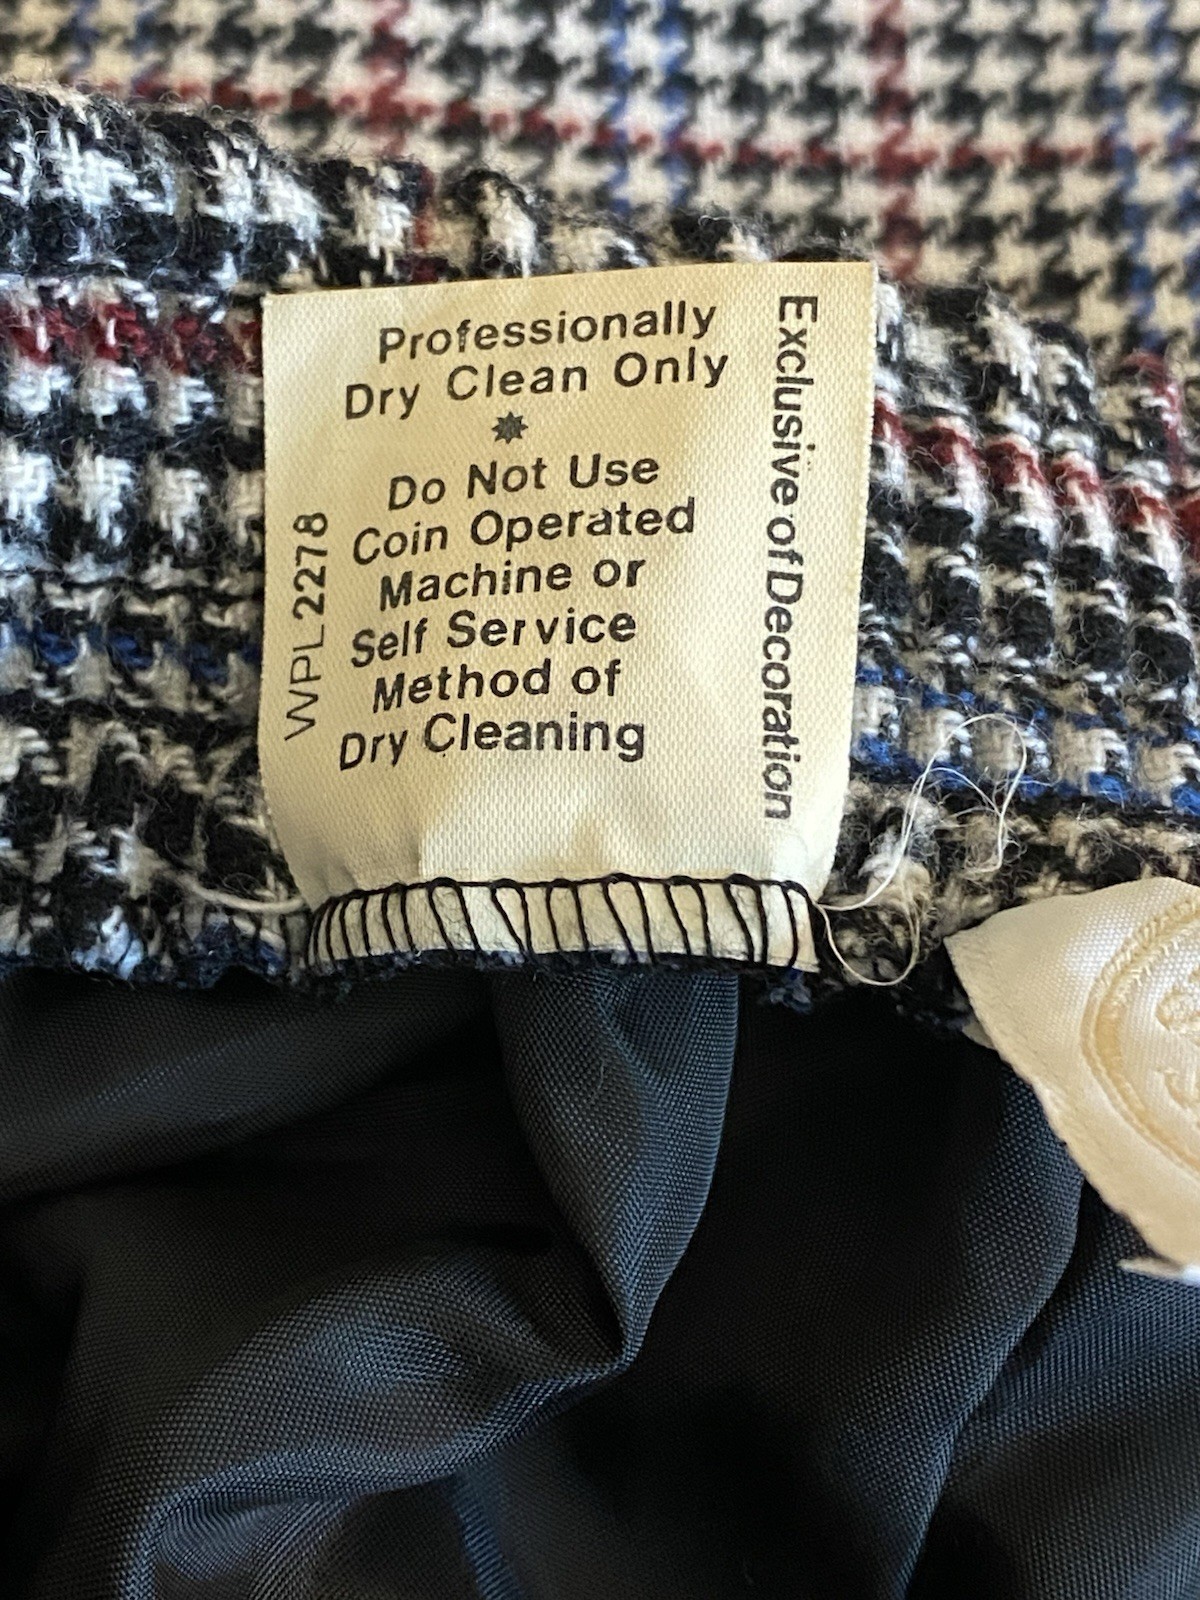 Professionally
Dry Clean Only
Do Not Use
Coin Operated
Machine or
Self Service
Method of
Dry Cleaning
WPL 2278
Exclusive of Decoration